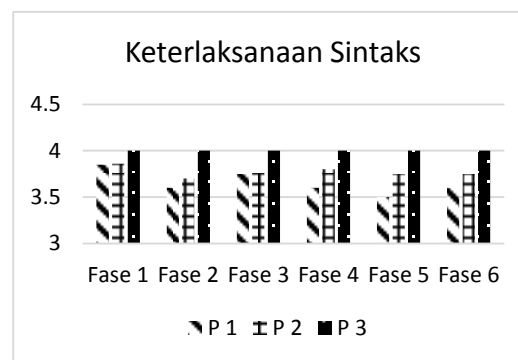 Keterlaksanaan Sintaks
4.5
4
3.5
3
Fase 1 Fase 2 Fase 3 Fase 4 Fase 5 Fase 6
P 1 P 2 P 3